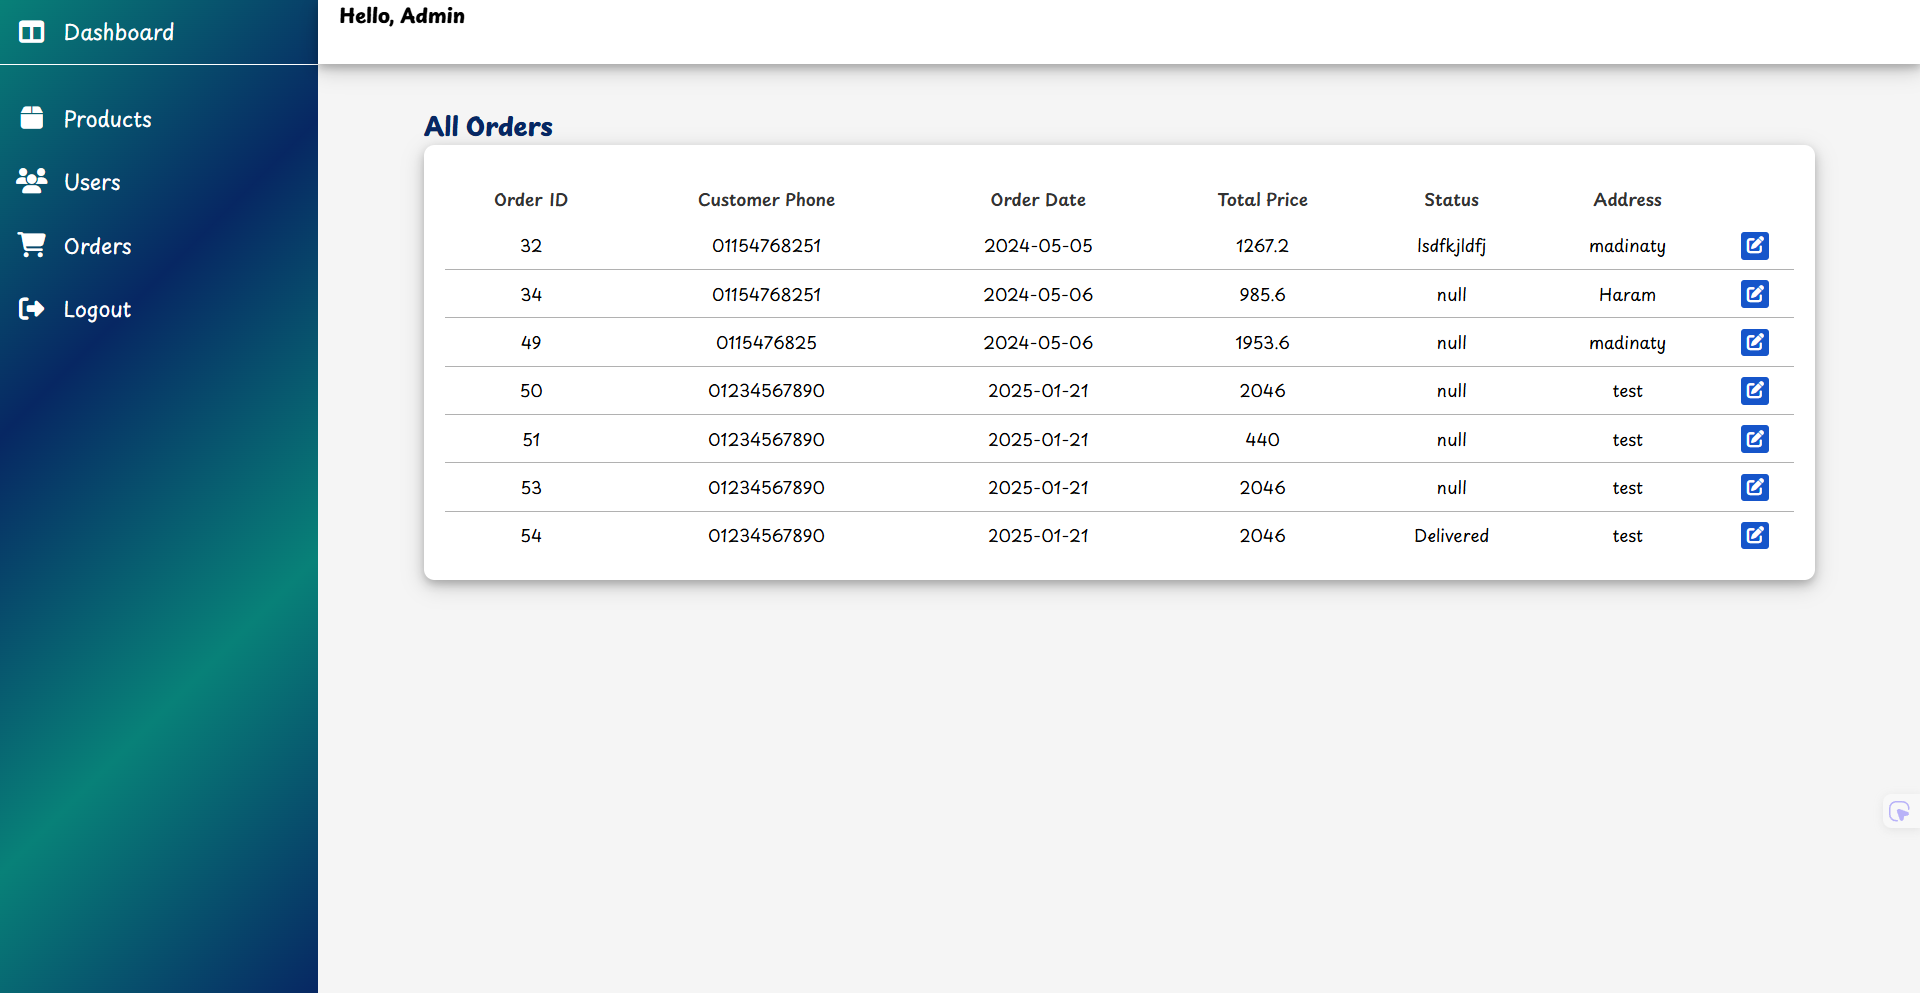 Dashboard
Products
Users
Orders
Logout
Hello, Admin
All Orders
Order ID Customer Phone Order Date Total Price Status Address
32 01154768251 2024-05-05 1267.2 lsdfkjldfj madinaty
34 01154768251 2024-05-06 985.6 null Haram
49 0115476825 2024-05-06 1953.6 null madinaty
50 01234567890 2025-01-21 2046 null test
51 01234567890 2025-01-21 440 null test
53 01234567890 2025-01-21 2046 null test
54 01234567890 2025-01-21 2046 Delivered test